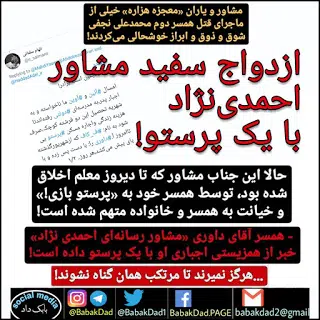 مشاور و یاران «معجزه هزاره» خیلی از
ماجرای قتل همسر دوم محمدعلی نجفی
شوق و ذوق و ابراز خوشحالی می‌کردند!
ازدواج سفید مشاور
احمدی‌نژاد
با یک پرستو!
حالا این جناب مشاور که تا دیروز معلم اخلاق
شده بود، توسط همسر خود به «پرستو بازی!»
و خیانت به همسر و خانواده متهم شده است!
- همسر آقای داوری «مشاور رسانه‌ای احمدی نژاد»
خبر از همزیستی اجباری او با یک پرستو داده است!
...هرگز نمیرند تا مرتکب همان گناه نشوند!
social media
بابک داد
@BabakDad
@BabakDad1
BabakDad.PAGE
babakdad2@gmail